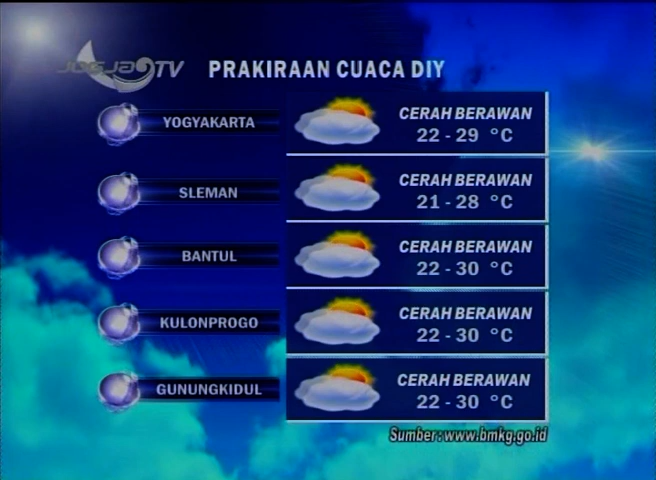 JOGJA TV
PRAKIRAAN CUACA DIY
YOGYAKARTA
CERAH BERAWAN
22 - 29 °C
SLEMAN
CERAH BERAWAN
21 - 28 °C
BANTUL
CERAH BERAWAN
22 - 30 °C
KULONPROGO
CERAH BERAWAN
22 - 30 °C
GUNUNGKIDUL
CERAH BERAWAN
22 - 30 °C
Sumber : www.bmkg.go.id